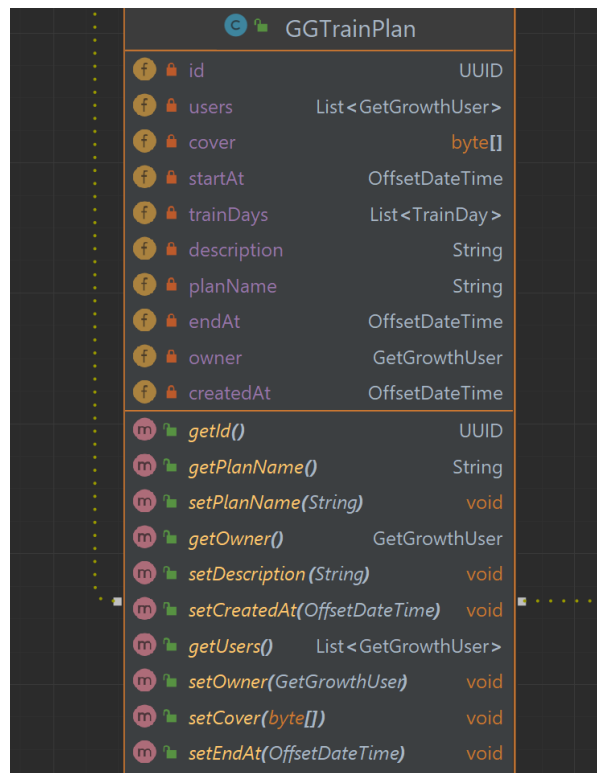 C GGTrainPlan
f id UUID
f users List<GetGrowthUser>
f cover byte[]
f startAt OffsetDateTime
f trainDays List<TrainDay>
f description String
f planName String
f endAt OffsetDateTime
f owner GetGrowthUser
f createdAt OffsetDateTime
m getId() UUID
m getPlanName() String
m setPlanName(String) void
m getOwner() GetGrowthUser
m setDescription(String) void
m setCreatedAt(OffsetDateTime) void
m getUsers() List<GetGrowthUser>
m setOwner(GetGrowthUser) void
m setCover(byte[]) void
m setEndAt(OffsetDateTime) void